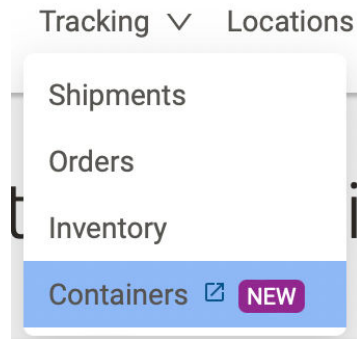 Tracking Locations
Shipments
Orders
Inventory
Containers NEW